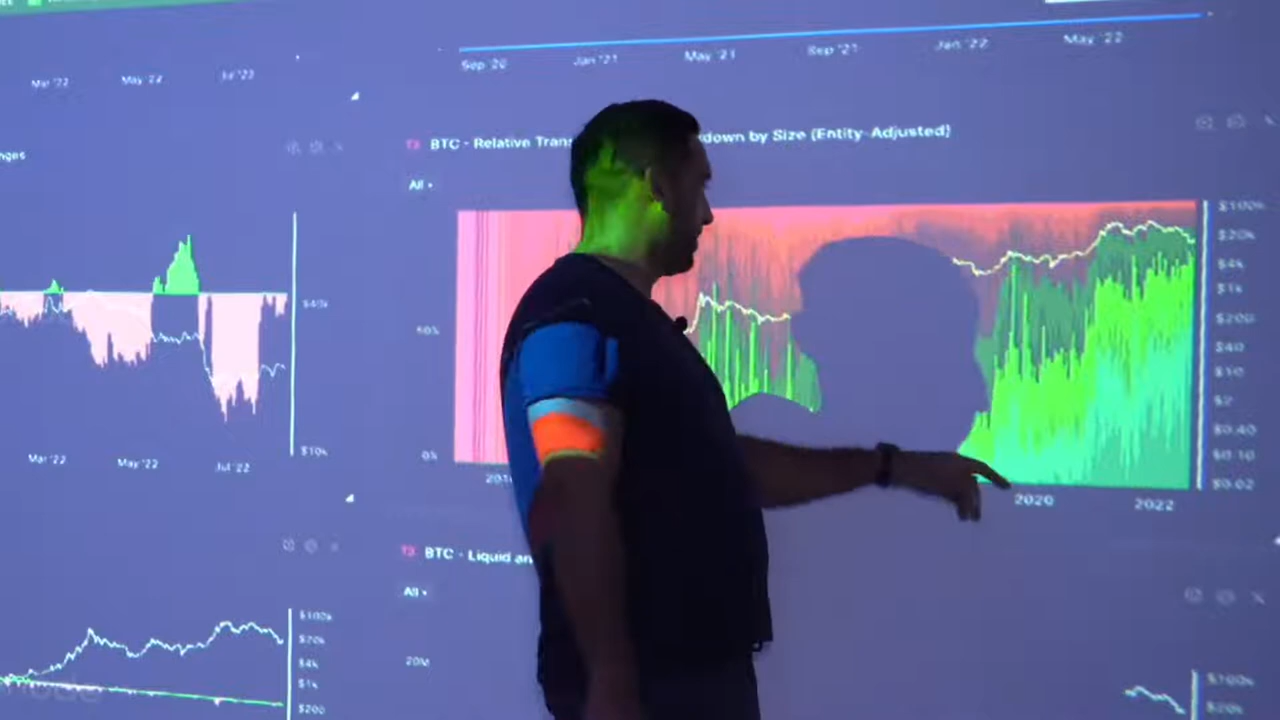 Sep '20 Jan '21 May '21 Sep '21 Jan '22 May '22
Mar '22 May '22 Jul '22
BTC - Relative Trans down by Size (Entity-Adjusted)
nges
All
$100k
$20k
$4k
$1k
$200
$40
$10
$2
$0.40
$0.10
$0.02
50%
0%
2020 2022
$40k
$10k
Mar '22 May '22 Jul '22
BTC - Liquid an
All
20M
$100k
$20k
$4k
$1k
$200
$100k
$20k